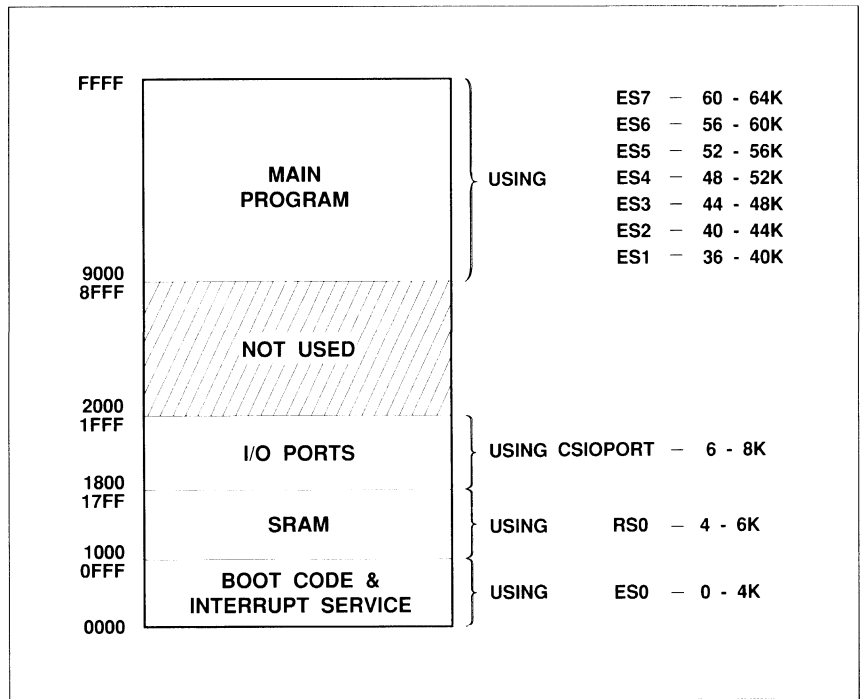 FFFF
MAIN
PROGRAM
USING
ES7 – 60 - 64K
ES6 – 56 - 60K
ES5 – 52 - 56K
ES4 – 48 - 52K
ES3 – 44 - 48K
ES2 – 40 - 44K
ES1 – 36 - 40K
9000
8FFF
NOT USED
2000
1FFF
I/O PORTS
USING CSIOPORT – 6 - 8K
1800
17FF
SRAM
USING RS0 – 4 - 6K
1000
0FFF
BOOT CODE &
INTERRUPT SERVICE
USING ES0 – 0 - 4K
0000